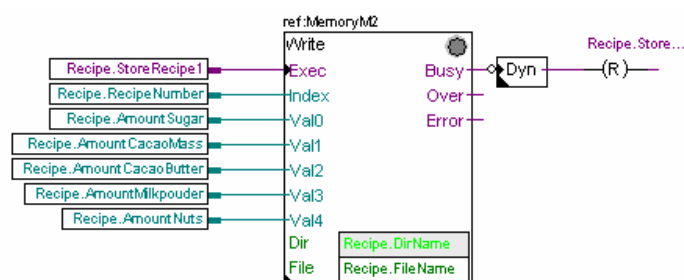 ref:MemoryM2
Write
Recipe.Store...
Recipe.StoreRecipe1
Exec
Busy
Dyn
(R)
Recipe.RecipeNumber
Index
Over
Recipe.AmountSugar
Val0
Error
Recipe.AmountCacaoMass
Val1
Recipe.AmountCacaoButter
Val2
Recipe.AmountMilkpouder
Val3
Recipe.AmountNuts
Val4
Dir
Recipe.DirName
File
Recipe.FileName